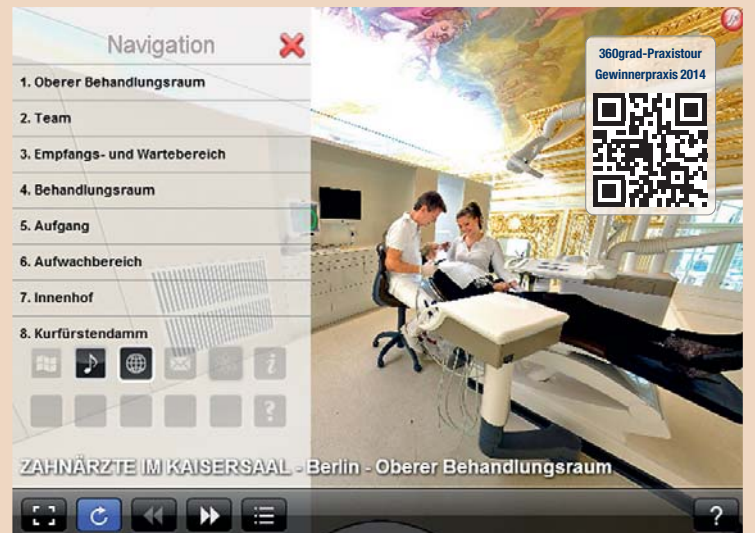 Navigation
1. Oberer Behandlungsraum
2. Team
3. Empfangs- und Wartebereich
4. Behandlungsraum
5. Aufgang
6. Aufwachbereich
7. Innenhof
8. Kurfürstendamm
360grad-Praxistour
Gewinnerpraxis 2014
ZAHNÄRZTE IM KAISERSAAL - Berlin - Oberer Behandlungsraum